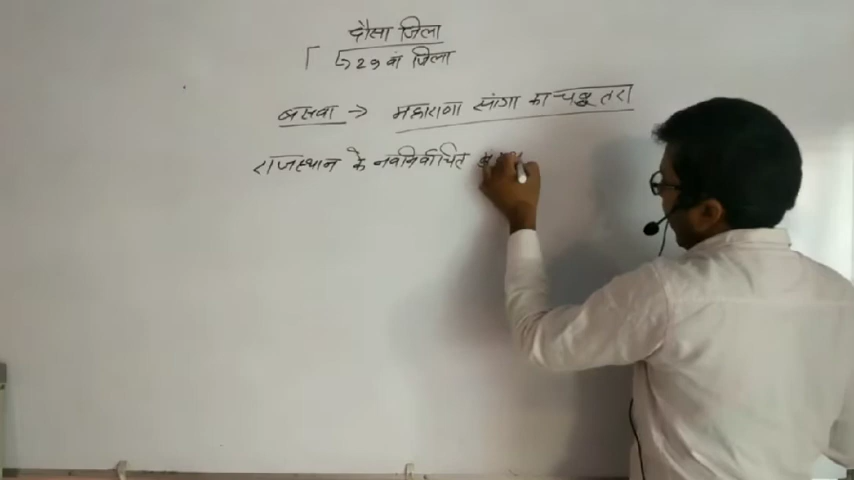 दौसा जिला
29 वां जिला
बसवा → महाराणा सांगा का चबूतरा
राजस्थान के नवनिर्वाचित